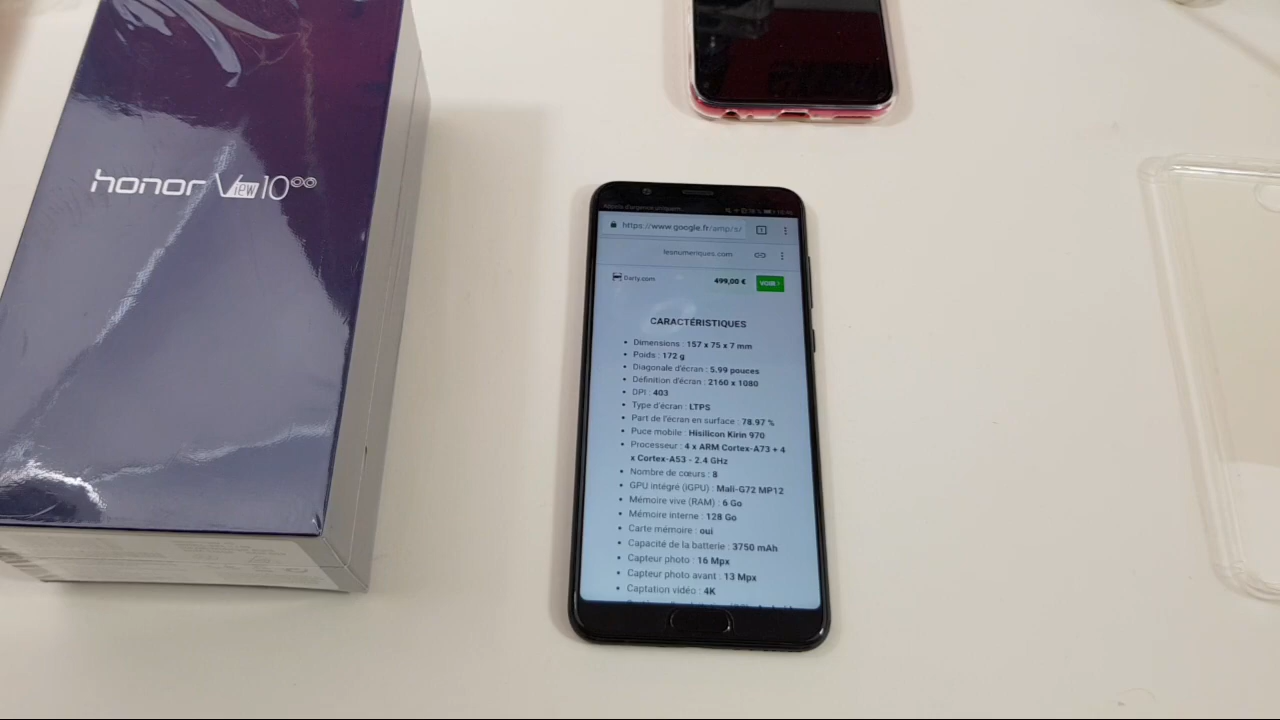 honor View 10
https://www.google.fr/amp/s/
lesnumeriques.com
Darty.com
499,00 €
VOIR
CARACTÉRISTIQUES
• Dimensions : 157 x 75 x 7 mm
• Poids : 172 g
• Diagonale d'écran : 5.99 pouces
• Définition d'écran : 2160 x 1080
• DPI : 403
• Type d'écran : LTPS
• Part de l'écran en surface : 78.97 %
• Puce mobile : Hisilicon Kirin 970
• Processeur : 4 x ARM Cortex-A73 + 4
x Cortex-A53 - 2.4 GHz
• Nombre de cœurs : 8
• GPU intégré (iGPU) : Mali-G72 MP12
• Mémoire vive (RAM) : 6 Go
• Mémoire interne : 128 Go
• Carte mémoire : oui
• Capacité de la batterie : 3750 mAh
• Capteur photo : 16 Mpx
• Capteur photo avant : 13 Mpx
• Captation vidéo : 4K